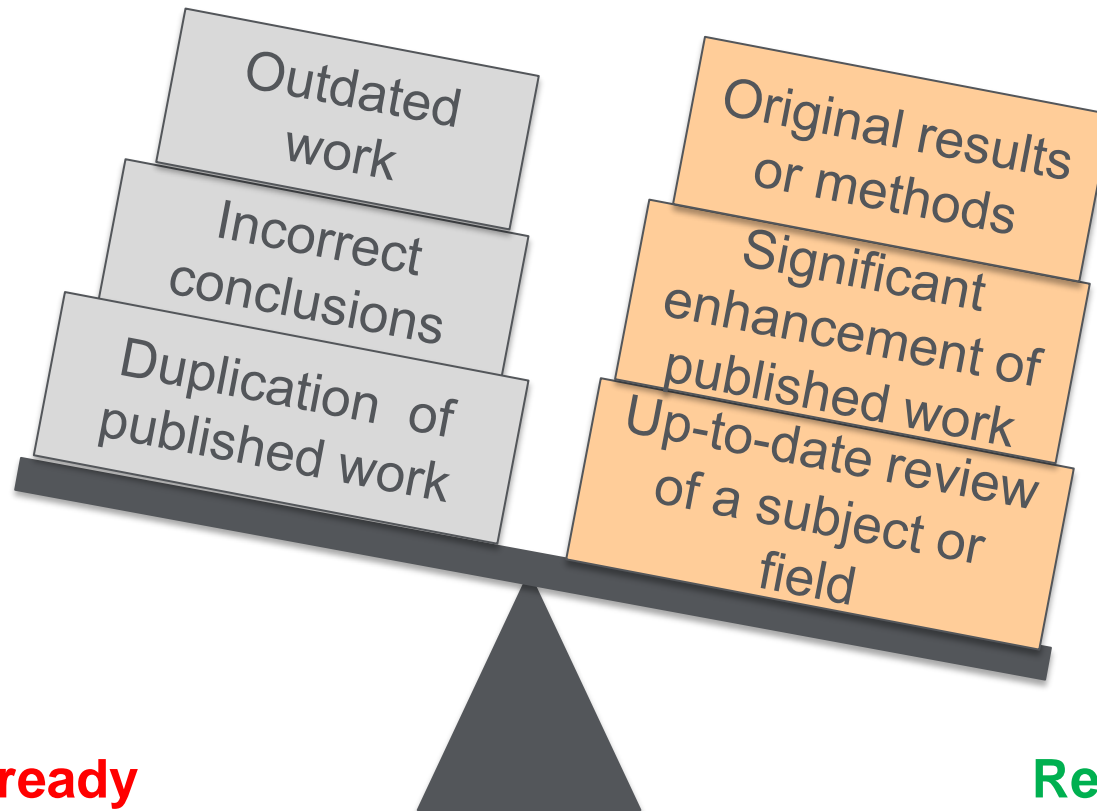 Outdated
work
Incorrect
conclusions
Duplication of
published work
Original results
or methods
Significant
enhancement of
published work
Up-to-date review
of a subject or
field
ready
Re